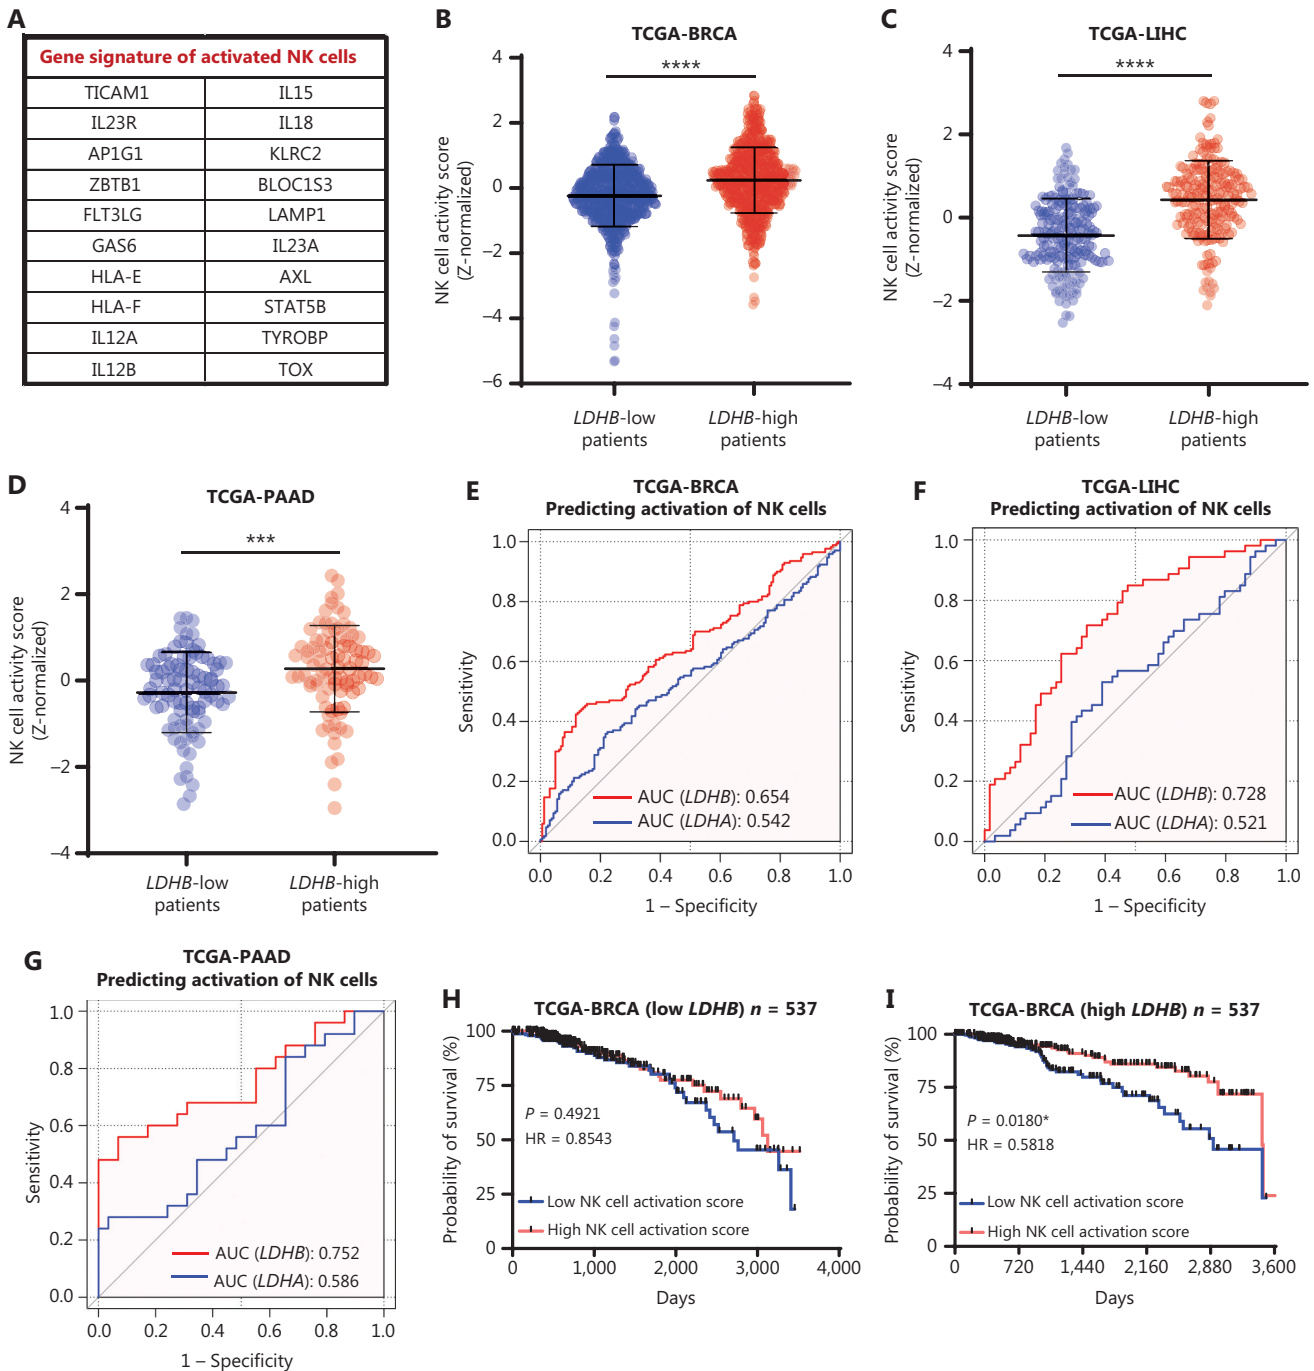 A
Gene signature of activated NK cells
TICAM1 IL15
IL23R IL18
AP1G1 KLRC2
ZBTB1 BLOC1S3
FLT3LG LAMP1
GAS6 IL23A
HLA-E AXL
HLA-F STAT5B
IL12A TYROBP
IL12B TOX
B
TCGA-BRCA
****
NK cell activity score
(Z-normalized)
4
2
0
−2
−4
−6
LDHB-low
patients
LDHB-high
patients
C
TCGA-LIHC
****
NK cell activity score
(Z-normalized)
4
2
0
−2
−4
LDHB-low
patients
LDHB-high
patients
D
TCGA-PAAD
***
NK cell activity score
(Z-normalized)
4
2
0
−2
−4
LDHB-low
patients
LDHB-high
patients
E
TCGA-BRCA
Predicting activation of NK cells
Sensitivity
1.0
0.8
0.6
0.4
0.2
0.0
AUC (LDHB): 0.654
AUC (LDHA): 0.542
0.0 0.2 0.4 0.6 0.8 1.0
1 – Specificity
F
TCGA-LIHC
Predicting activation of NK cells
Sensitivity
1.0
0.8
0.6
0.4
0.2
0.0
AUC (LDHB): 0.728
AUC (LDHA): 0.521
0.0 0.2 0.4 0.6 0.8 1.0
1 – Specificity
G
TCGA-PAAD
Predicting activation of NK cells
Sensitivity
1.0
0.8
0.6
0.4
0.2
0.0
AUC (LDHB): 0.752
AUC (LDHA): 0.586
0.0 0.2 0.4 0.6 0.8 1.0
1 – Specificity
H
TCGA-BRCA (low LDHB) n = 537
Probability of survival (%)
100
75
50
25
0
P = 0.4921
HR = 0.8543
Low NK cell activation score
High NK cell activation score
0 1,000 2,000 3,000 4,000
Days
I
TCGA-BRCA (high LDHB) n = 537
Probability of survival (%)
100
75
50
25
0
P = 0.0180*
HR = 0.5818
Low NK cell activation score
High NK cell activation score
0 720 1,440 2,160 2,880 3,600
Days